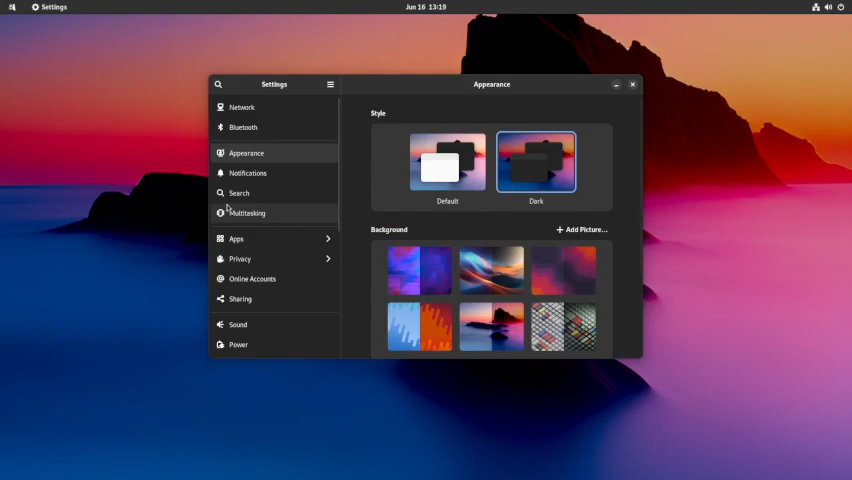 Settings
Jun 16 13:19
Settings
Appearance
Network
Bluetooth
Appearance
Notifications
Search
Multitasking
Apps
Privacy
Online Accounts
Sharing
Sound
Power
Style
Default
Dark
Background
Add Picture...